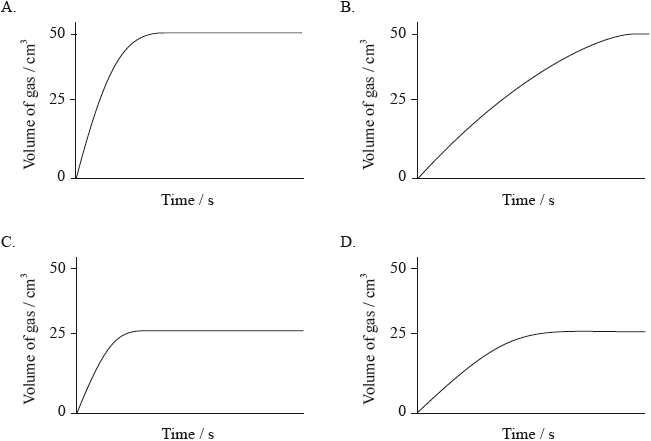 A.
50
25
0
Volume of gas / cm³
Time / s
B.
50
25
0
Volume of gas / cm³
Time / s
C.
50
25
0
Volume of gas / cm³
Time / s
D.
50
25
0
Volume of gas / cm³
Time / s